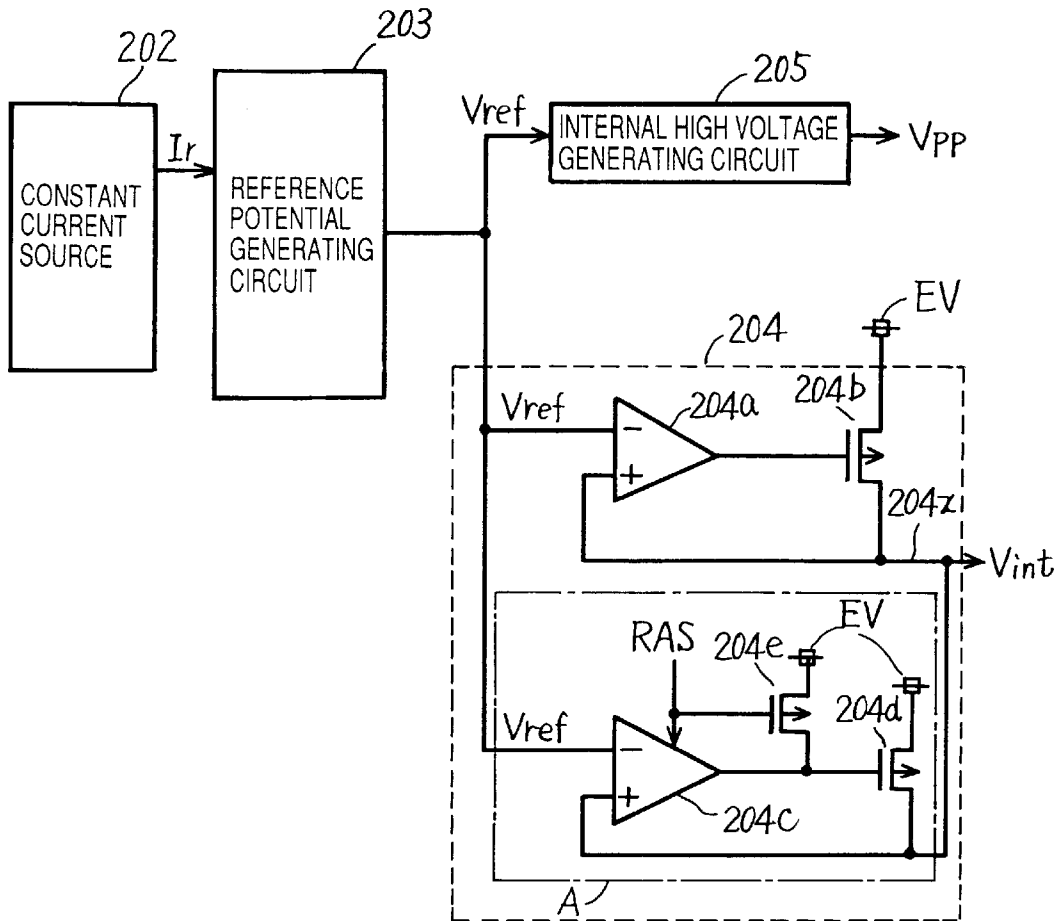 202
203
205
Ir
Vref
CONSTANT
CURRENT
SOURCE
REFERENCE
POTENTIAL
GENERATING
CIRCUIT
INTERNAL HIGH VOLTAGE
GENERATING CIRCUIT
Vpp
EV
204
Vref
204a
204b
−
+
204z
Vint
RAS
204e
EV
204d
Vref
−
+
204c
A